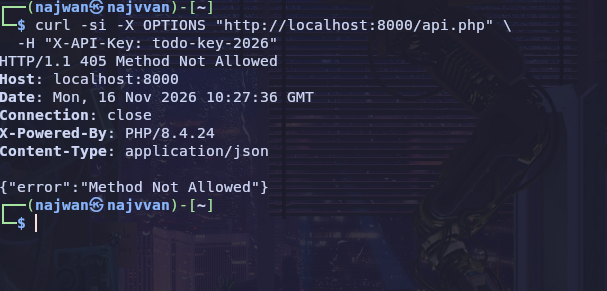 ┌──(najwan㉿najvvan)-[~]
└─$ curl -si -X OPTIONS "http://localhost:8000/api.php" \
  -H "X-API-Key: todo-key-2026"
HTTP/1.1 405 Method Not Allowed
Host: localhost:8000
Date: Mon, 16 Nov 2026 10:27:36 GMT
Connection: close
X-Powered-By: PHP/8.4.24
Content-Type: application/json

{"error":"Method Not Allowed"}
┌──(najwan㉿najvvan)-[~]
└─$